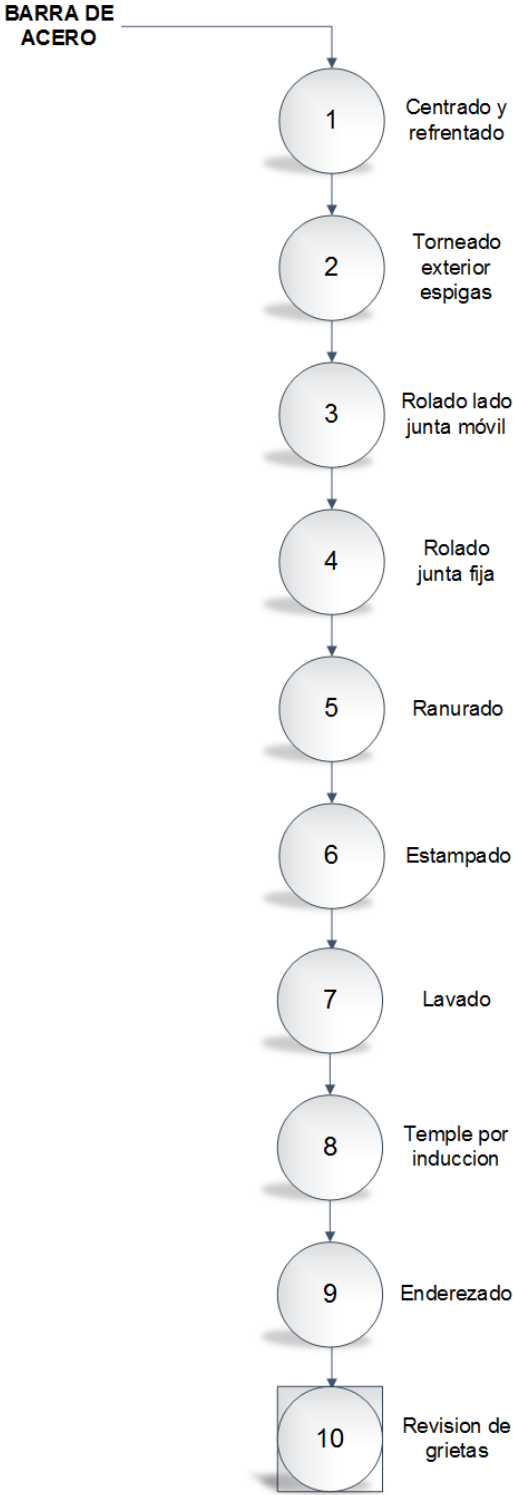 BARRA DE
ACERO
1
Centrado y
refrentado
2
Torneado
exterior
espigas
3
Rolado lado
junta móvil
4
Rolado
junta fija
5
Ranurado
6
Estampado
7
Lavado
8
Temple por
induccion
9
Enderezado
10
Revision de
grietas